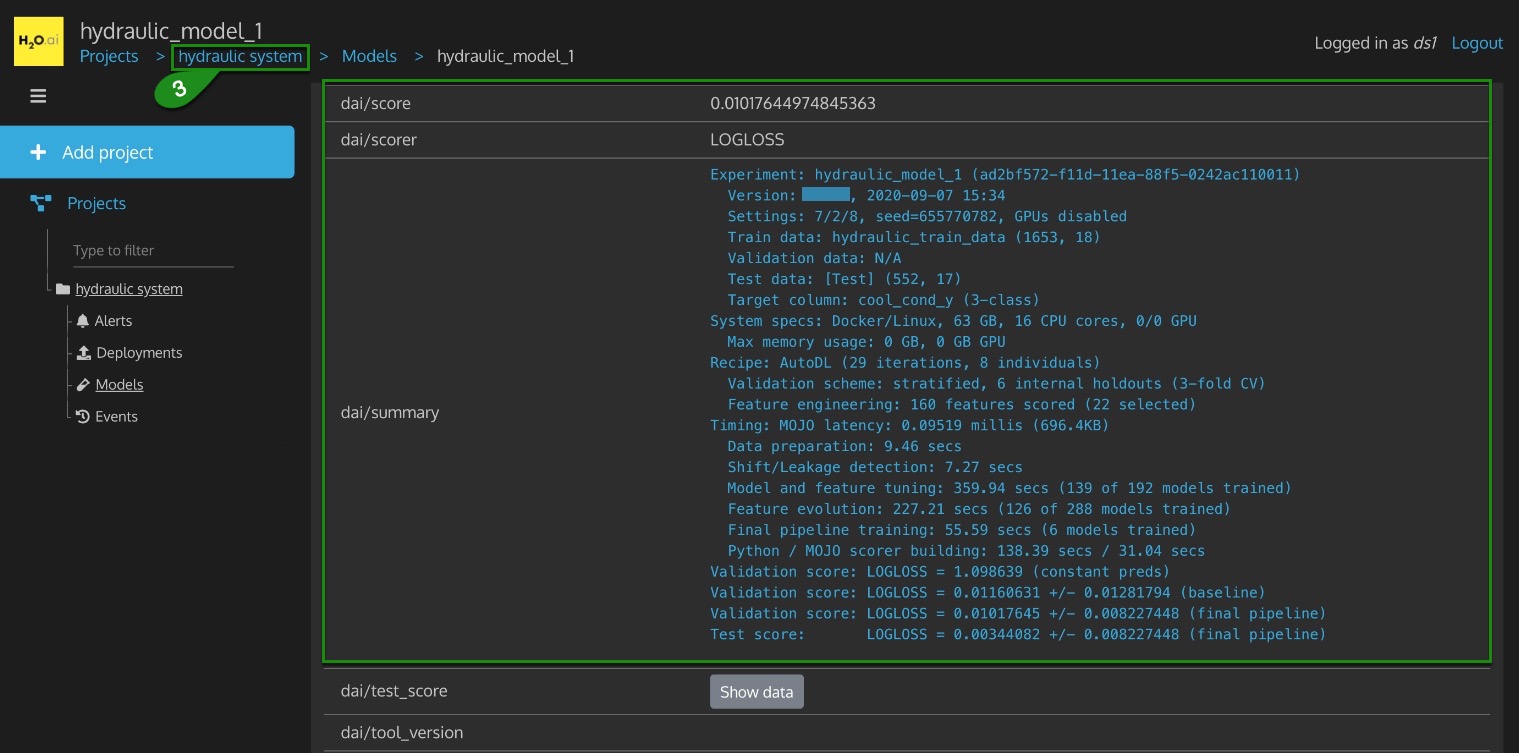 H2O.ai
hydraulic_model_1
Projects > hydraulic system > Models > hydraulic_model_1
Logged in as ds1 Logout
3
Add project
Projects
Type to filter
hydraulic system
Alerts
Deployments
Models
Events
dai/score 0.01017644974845363
dai/scorer LOGLOSS
dai/summary
Experiment: hydraulic_model_1 (ad2bf572-f11d-11ea-88f5-0242ac110011)
Version: , 2020-09-07 15:34
Settings: 7/2/8, seed=655770782, GPUs disabled
Train data: hydraulic_train_data (1653, 18)
Validation data: N/A
Test data: [Test] (552, 17)
Target column: cool_cond_y (3-class)
System specs: Docker/Linux, 63 GB, 16 CPU cores, 0/0 GPU
Max memory usage: 0 GB, 0 GB GPU
Recipe: AutoDL (29 iterations, 8 individuals)
Validation scheme: stratified, 6 internal holdouts (3-fold CV)
Feature engineering: 160 features scored (22 selected)
Timing: MOJO latency: 0.09519 millis (696.4KB)
Data preparation: 9.46 secs
Shift/Leakage detection: 7.27 secs
Model and feature tuning: 359.94 secs (139 of 192 models trained)
Feature evolution: 227.21 secs (126 of 288 models trained)
Final pipeline training: 55.59 secs (6 models trained)
Python / MOJO scorer building: 138.39 secs / 31.04 secs
Validation score: LOGLOSS = 1.098639 (constant preds)
Validation score: LOGLOSS = 0.01160631 +/- 0.01281794 (baseline)
Validation score: LOGLOSS = 0.01017645 +/- 0.008227448 (final pipeline)
Test score: LOGLOSS = 0.00344082 +/- 0.008227448 (final pipeline)
dai/test_score Show data
dai/tool_version